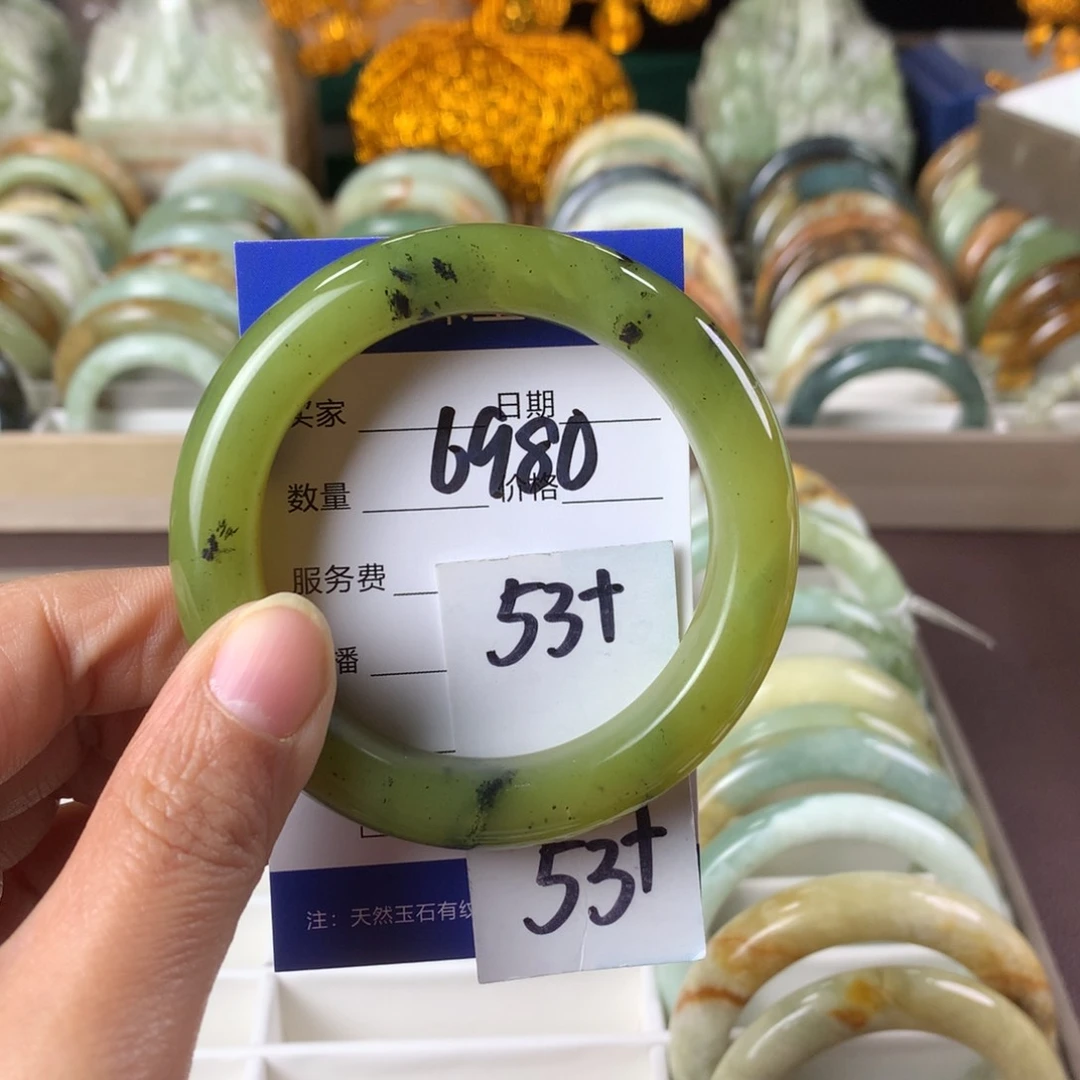 买家 日期
6980
数量 价格
服务费
53+
播
53+
注：天然玉石有纹